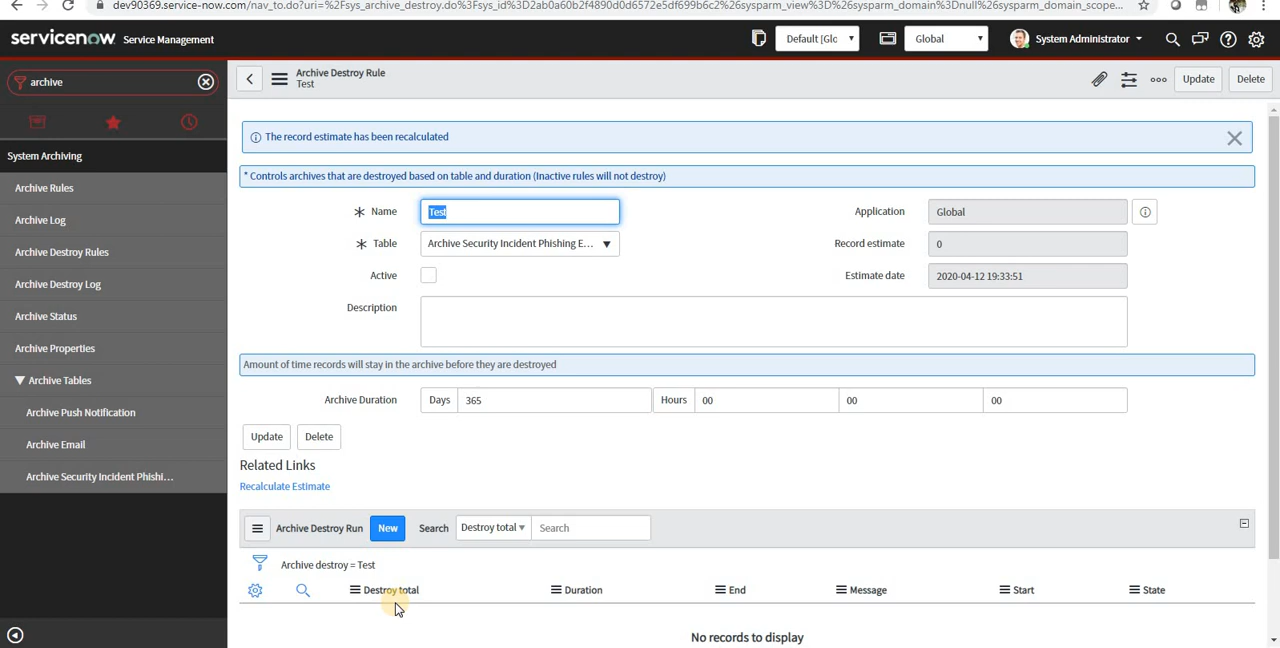 dev90369.service-now.com/nav_to.do?uri=%2Fsys_archive_destroy.do%3Fsys_id%3D2ab0a60b2f4890d0d6572e5df699b6c2%26sysparm_view%3D%26sysparm_domain%3Dnull%26sysparm_domain_scope...
servicenow Service Management
Default [Glc
Global
System Administrator
archive
Archive Destroy Rule
Test
Update
Delete
The record estimate has been recalculated
System Archiving
Archive Rules
Archive Log
Archive Destroy Rules
Archive Destroy Log
Archive Status
Archive Properties
Archive Tables
Archive Push Notification
Archive Email
Archive Security Incident Phishi...
* Controls archives that are destroyed based on table and duration (Inactive rules will not destroy)
Name Test
Application Global
Table Archive Security Incident Phishing E...
Record estimate 0
Active
Estimate date 2020-04-12 19:33:51
Description
Amount of time records will stay in the archive before they are destroyed
Archive Duration Days 365 Hours 00 00 00
Update Delete
Related Links
Recalculate Estimate
Archive Destroy Run New Search Destroy total Search
Archive destroy = Test
Destroy total Duration End Message Start State
No records to display